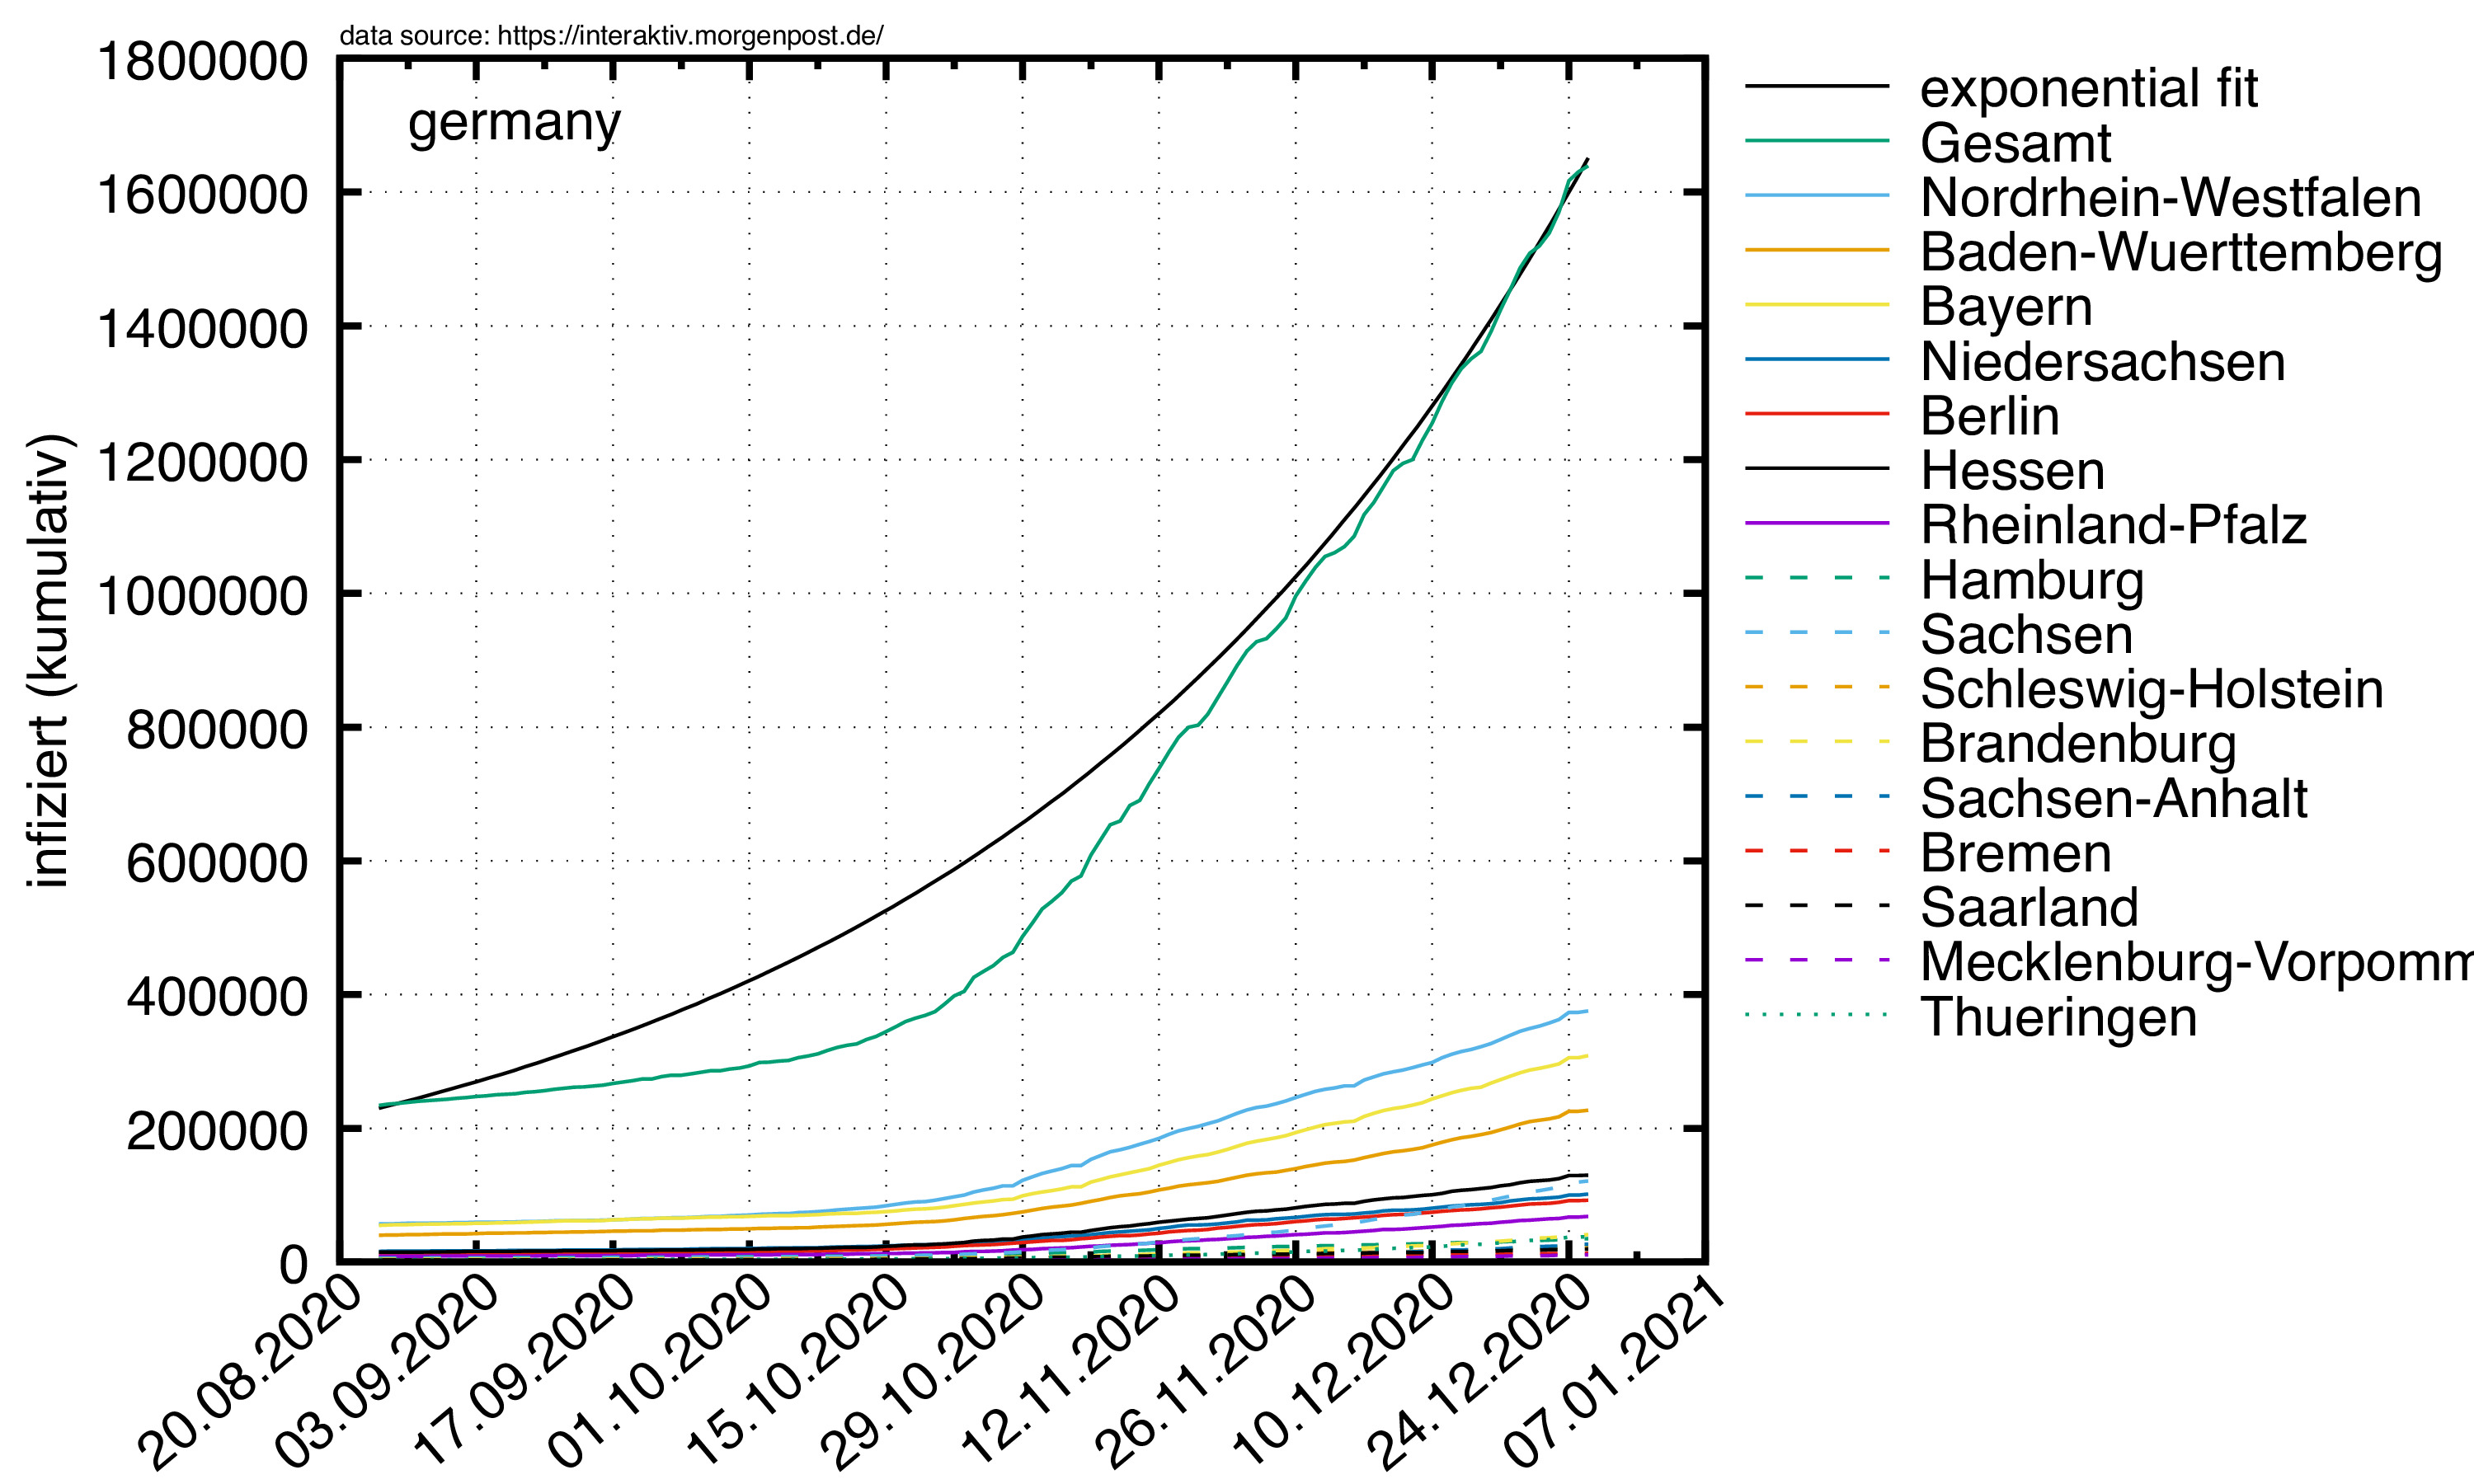 data source: https://interaktiv.morgenpost.de/
germany
infiziert (kumulativ)
1800000
1600000
1400000
1200000
1000000
800000
600000
400000
200000
0
20.08.2020
03.09.2020
17.09.2020
01.10.2020
15.10.2020
29.10.2020
12.11.2020
26.11.2020
10.12.2020
24.12.2020
07.01.2021
exponential fit
Gesamt
Nordrhein-Westfalen
Baden-Wuerttemberg
Bayern
Niedersachsen
Berlin
Hessen
Rheinland-Pfalz
Hamburg
Sachsen
Schleswig-Holstein
Brandenburg
Sachsen-Anhalt
Bremen
Saarland
Mecklenburg-Vorpomm
Thueringen